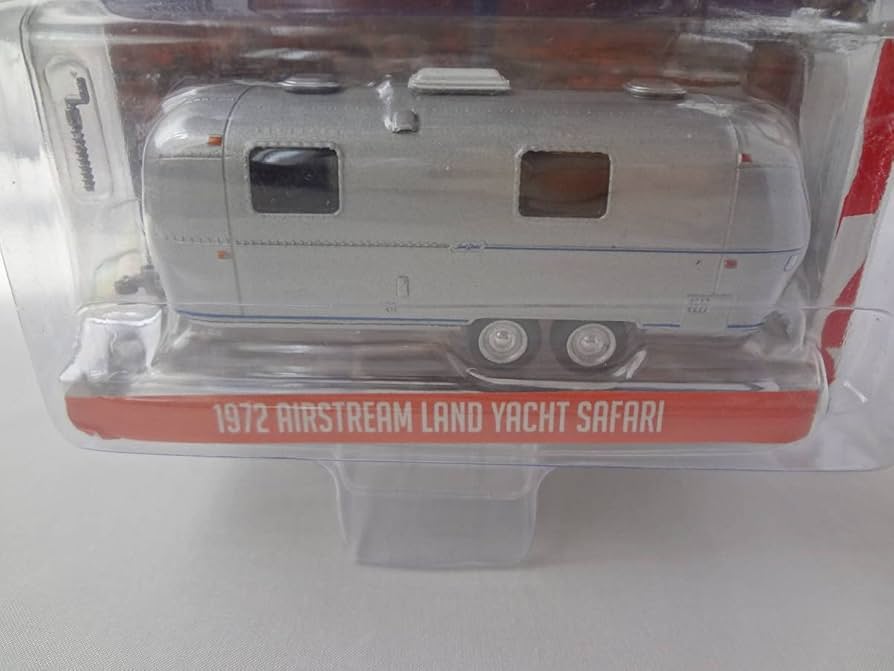 1972 AIRSTREAM LAND YACHT SAFARI